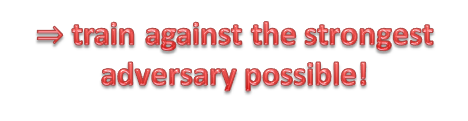 ⇒ train against the strongest
adversary possible!